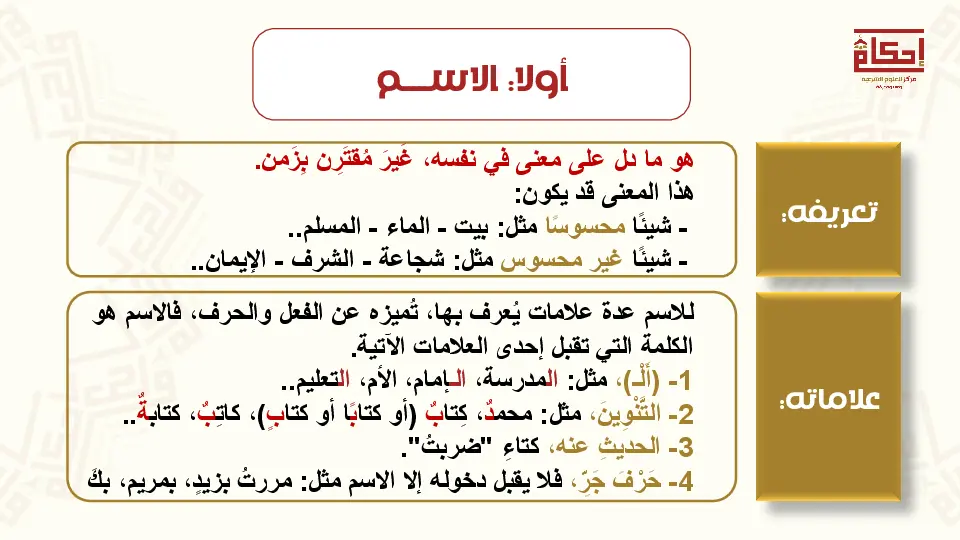 إحكام
مركز للعلوم الشرعية
أولا: الاســـم
تعريفه:
هو ما دل على معنى في نفسه، غَيرَ مُقتَرِن بِزَمن.
هذا المعنى قد يكون:
- شيئًا محسوسًا مثل: بيت - الماء - المسلم..
- شيئًا غير محسوس مثل: شجاعة - الشرف - الإيمان..
علاماته:
للاسم عدة علامات يُعرف بها، تُميزه عن الفعل والحرف، فالاسم هو
الكلمة التي تقبل إحدى العلامات الآتية.
1- (أَلْـ)، مثل: المدرسة، الـإمام، الأم، التعليم..
2- التَّنْوِينَ، مثل: محمدٌ، كِتابٌ (أو كتابًا أو كتابٍ)، كاتِبٌ، كتابةٌ..
3- الحديثِ عنه، كتاءِ "ضربتُ".
4- حَرْفَ جَرِّ، فلا يقبل دخوله إلا الاسم مثل: مررتُ بزيدٍ، بمريم، بكَ